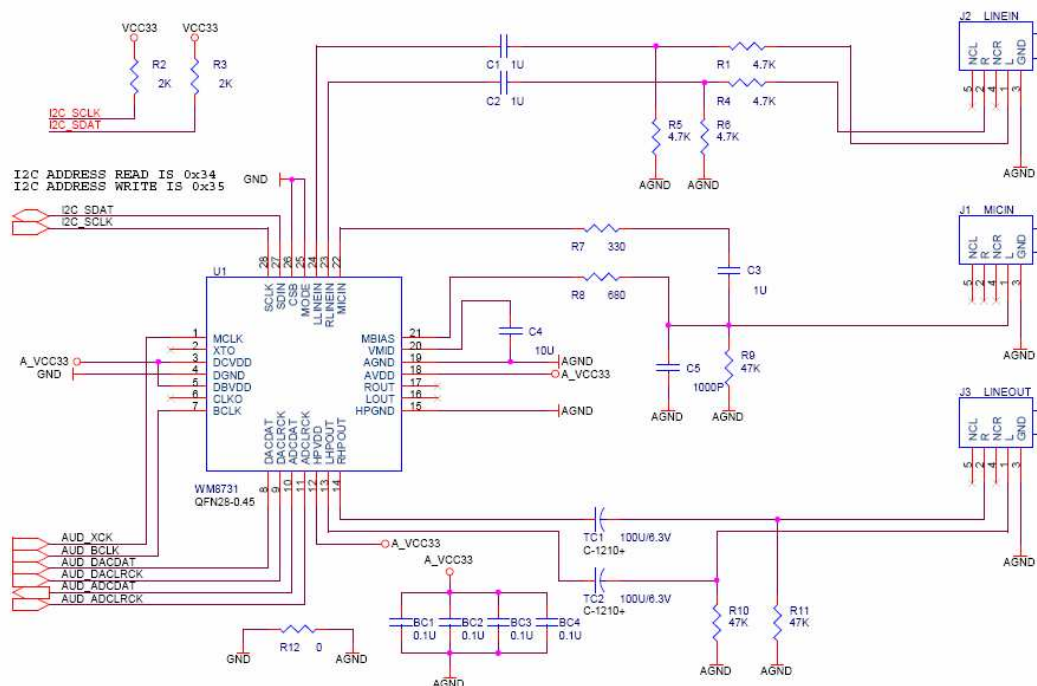 VCC33 VCC33
R2 2K
R3 2K
I2C_SCLK
I2C_SDAT
I2C ADDRESS READ IS 0x34
I2C ADDRESS WRITE IS 0x35
I2C_SDAT
I2C_SCLK
GND
C1 1U
C2 1U
R1 4.7K
R4 4.7K
R5 4.7K
R6 4.7K
AGND AGND
J2 LINEIN
NCL R NCR L GND
5 2 4 1 3
AGND
J1 MICIN
NCL R NCR L GND
5 2 4 1 3
AGND
R7 330
R8 680
C3 1U
C4 10U
C5 1000P
R9 47K
AGND AGND
U1
28 27 26 25 24 23 22
SCLK SDIN CSB MODE LLINEIN RLINEIN MICIN
1 MCLK
2 XTO
3 DCVDD
4 DGND
5 DBVDD
6 CLKO
7 BCLK
A_VCC33
GND
MBIAS 21
VMID 20
AGND 19
AVDD 18
ROUT 17
LOUT 16
HPGND 15
AGND
A_VCC33
AGND
DACDAT DACLRCK ADCDAT ADCLRCK HPVDD LHPOUT RHPOUT
8 9 10 11 12 13 14
WM8731
QFN28-0.45
J3 LINEOUT
NCL R NCR L GND
5 2 4 1 3
AGND
AUD_XCK
AUD_BCLK
AUD_DACDAT
AUD_DACLRCK
AUD_ADCDAT
AUD_ADCLRCK
A_VCC33
TC1 100U/6.3V
C-1210+
TC2 100U/6.3V
C-1210+
R10 47K
R11 47K
AGND AGND
A_VCC33
BC1 BC2 BC3 BC4
0.1U 0.1U 0.1U 0.1U
AGND
GND R12 0 AGND